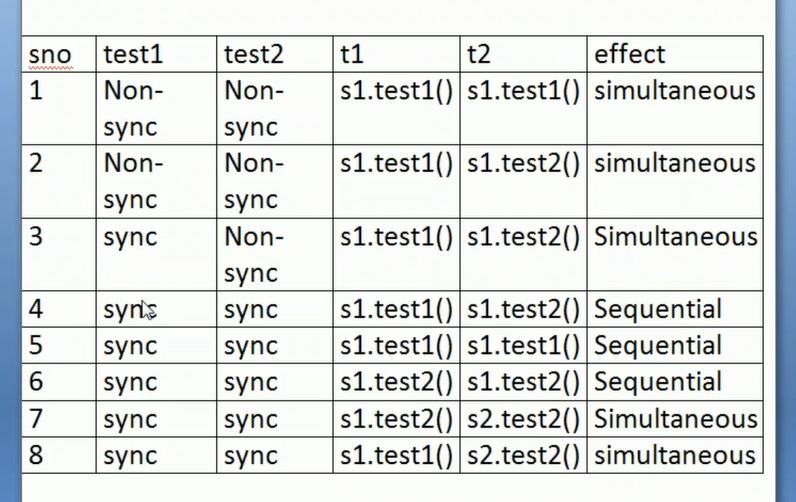 sno test1 test2 t1 t2 effect
1 Non- Non- s1.test1() s1.test1() simultaneous
sync sync
2 Non- Non- s1.test1() s1.test2() simultaneous
sync sync
3 sync Non- s1.test1() s1.test2() Simultaneous
sync
4 sync sync s1.test1() s1.test2() Sequential
5 sync sync s1.test1() s1.test1() Sequential
6 sync sync s1.test2() s1.test2() Sequential
7 sync sync s1.test2() s2.test2() Simultaneous
8 sync sync s1.test1() s2.test2() simultaneous